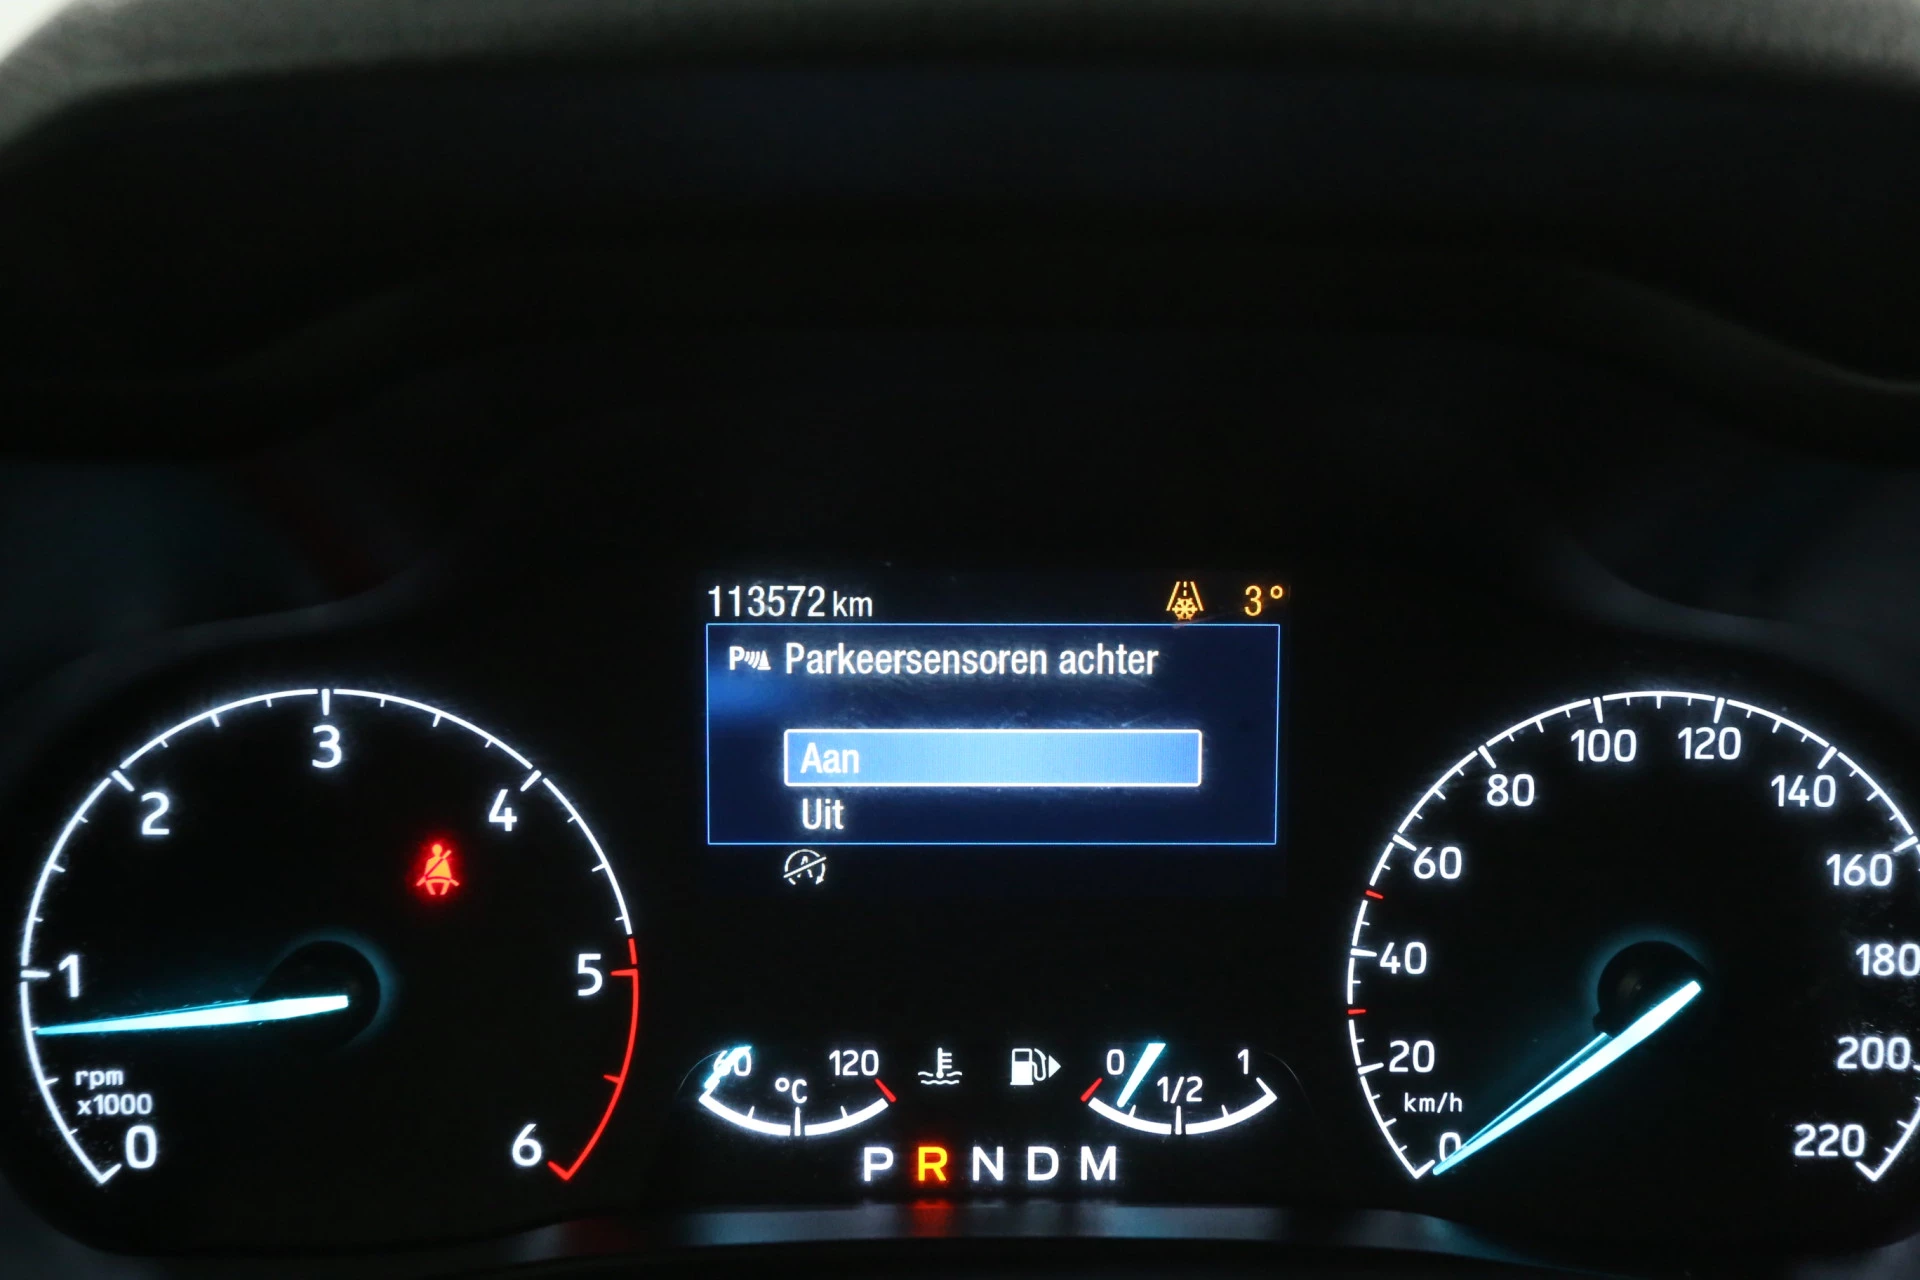 113572 km 3°
P Parkeersensoren achter
Aan
Uit
A
0 1 2 3 4 5 6
rpm
x1000
60 120
°C
0 1/2 1
P R N D M
0 20 40 60 80 100 120 140 160 180 200 220
km/h